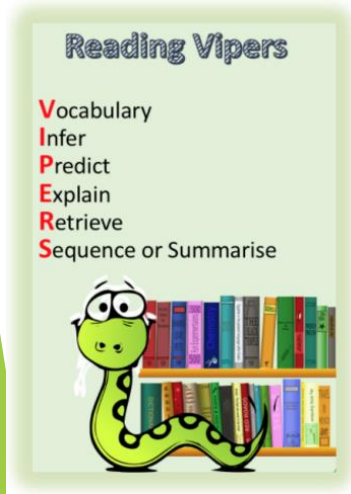 Reading Vipers
Vocabulary
Infer
Predict
Explain
Retrieve
Sequence or Summarise